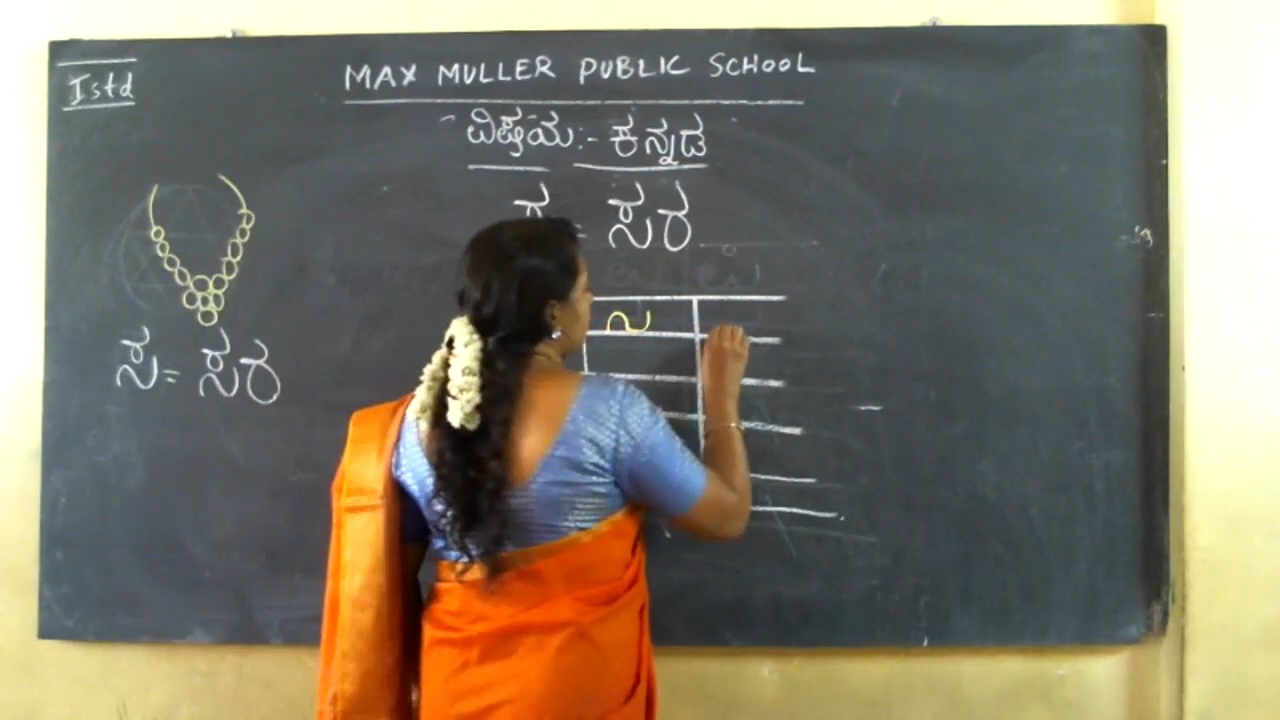 Istd
MAX MULLER PUBLIC SCHOOL
ವಿಷಯ:- ಕನ್ನಡ
ಸರ
ಸ = ಸರ